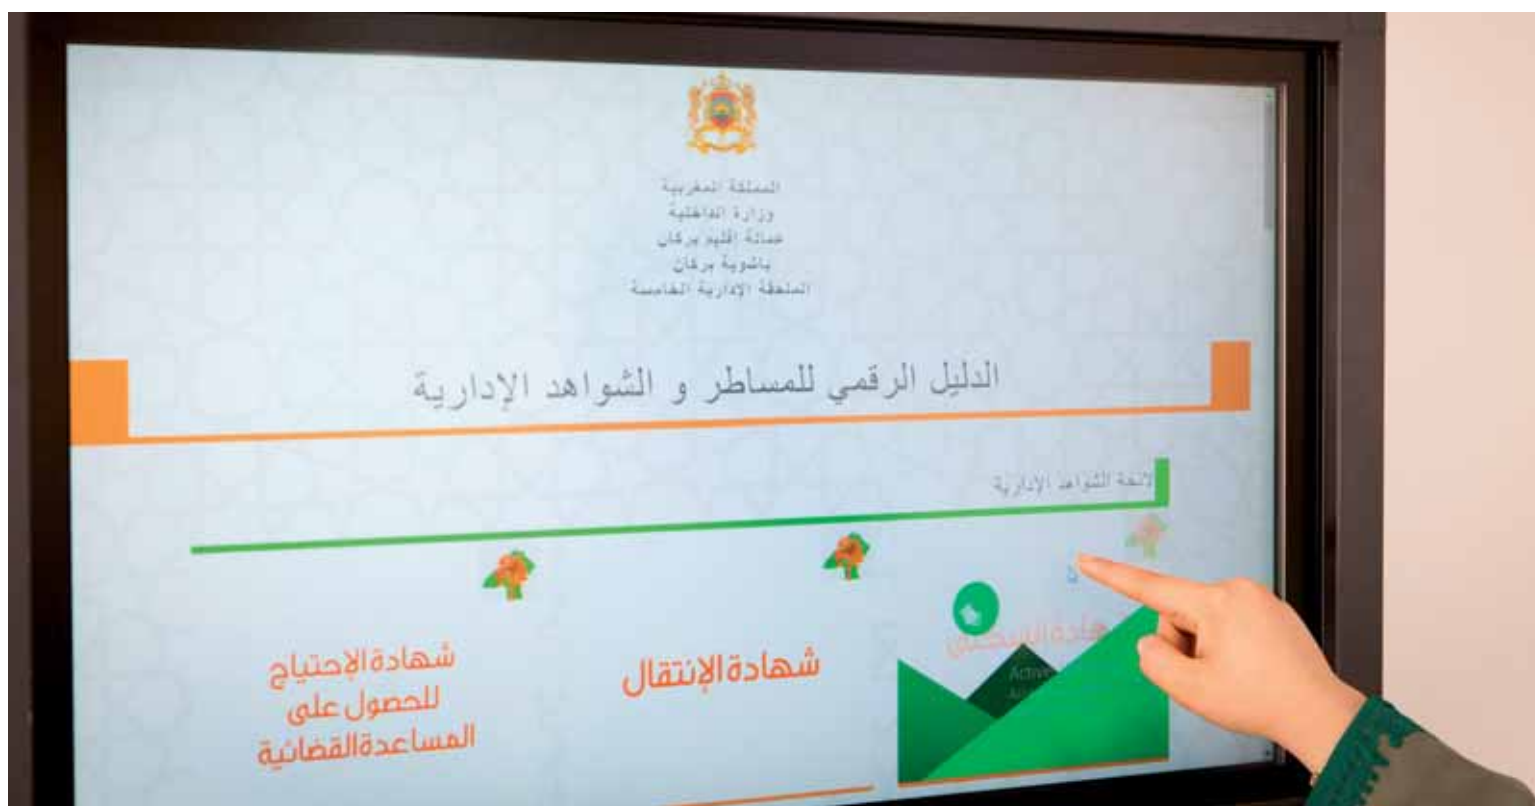 المملكة المغربية
وزارة الداخلية
عمالة إقليم بركان
باشوية بركان
الملحقة الإدارية الخامسة
الدليل الرقمي للمساطر و الشواهد الإدارية
لائحة الشواهد الإدارية
شهادة الإنتقال
شهادة الاحتياج
للحصول على
المساعدة القضائية